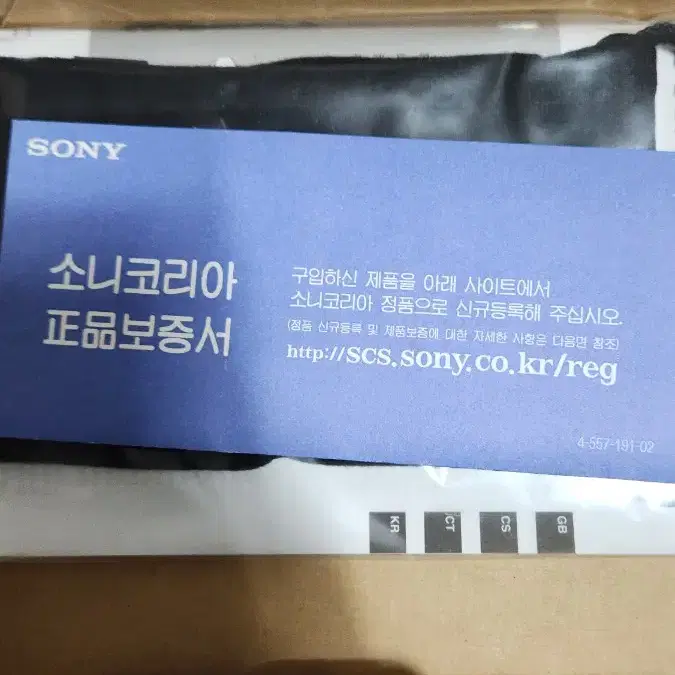 SONY
소니코리아
正品보증서
구입하신 제품을 아래 사이트에서
소니코리아 정품으로 신규등록해 주십시오.
(정품 신규등록 및 제품보증에 대한 자세한 사항은 다음면 참조)
http://scs.sony.co.kr/reg
4-557-191-02
KR
CT
CS
GB